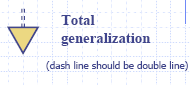 Total
generalization
(dash line should be double line)